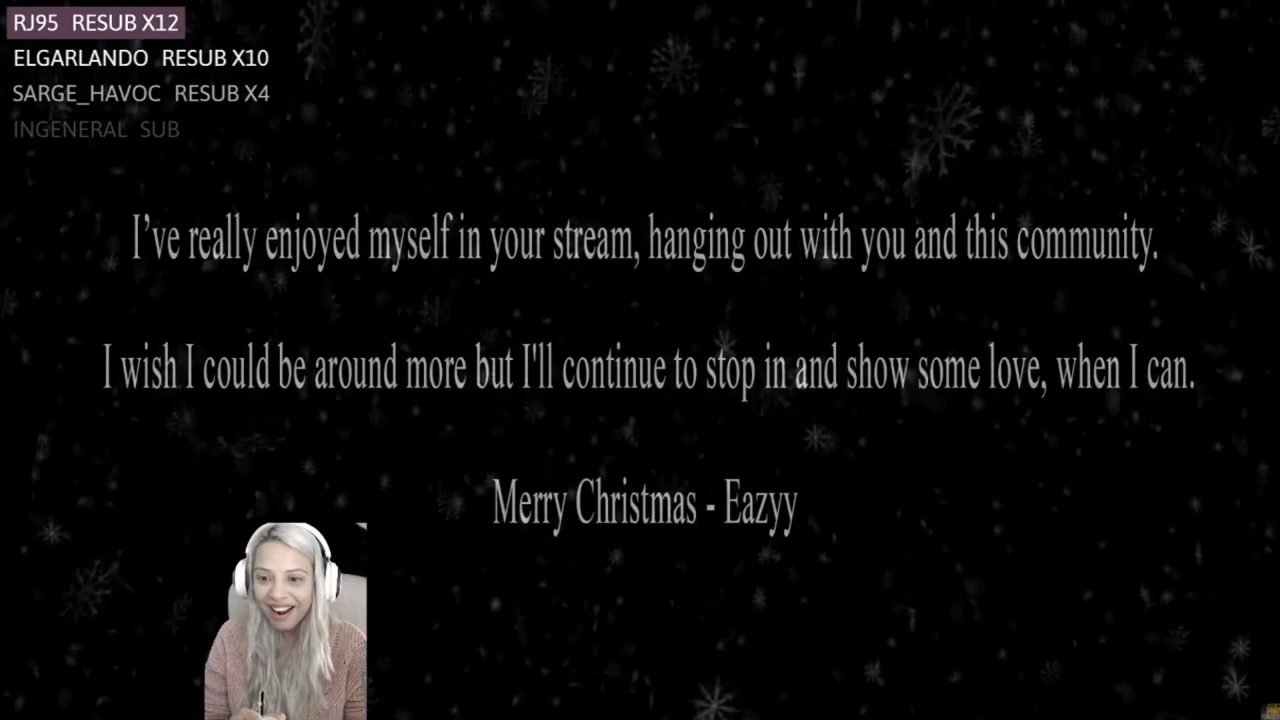 RJ95 RESUB X12
ELGARLANDO RESUB X10
SARGE_HAVOC RESUB X4
INGENERAL SUB
I’ve really enjoyed myself in your stream, hanging out with you and this community.
I wish I could be around more but I'll continue to stop in and show some love, when I can.
Merry Christmas - Eazyy